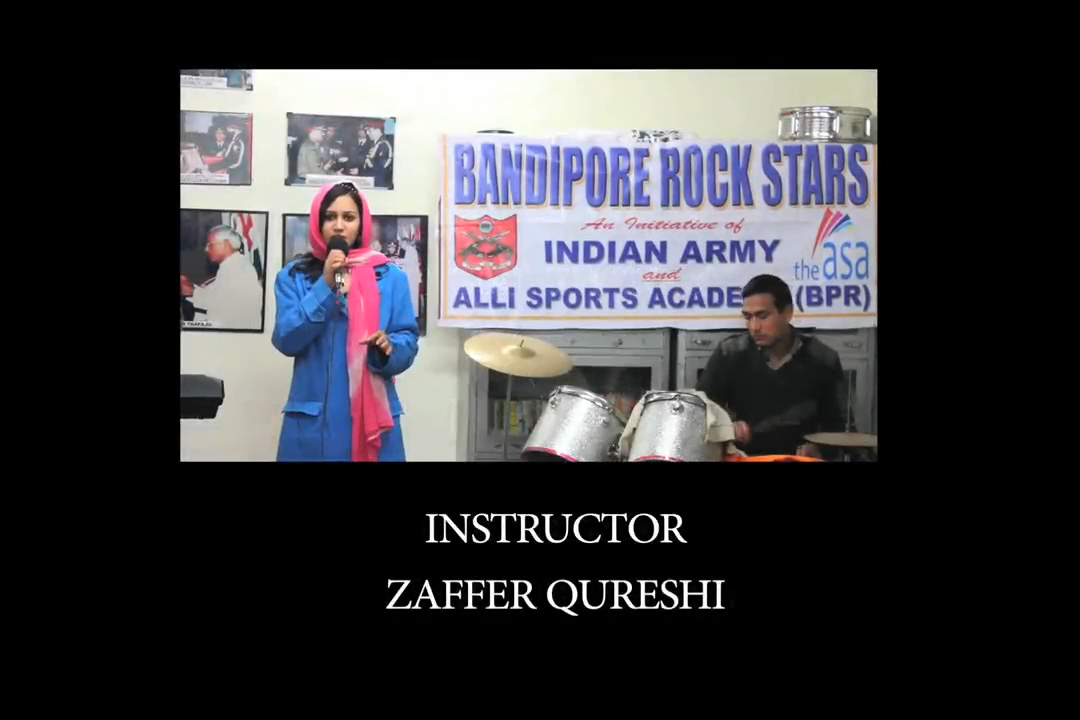 BANDIPORE ROCK STARS
An Initiative of
INDIAN ARMY
and
the asa
ALLI SPORTS ACADE (BPR)
INSTRUCTOR
ZAFFER QURESHI